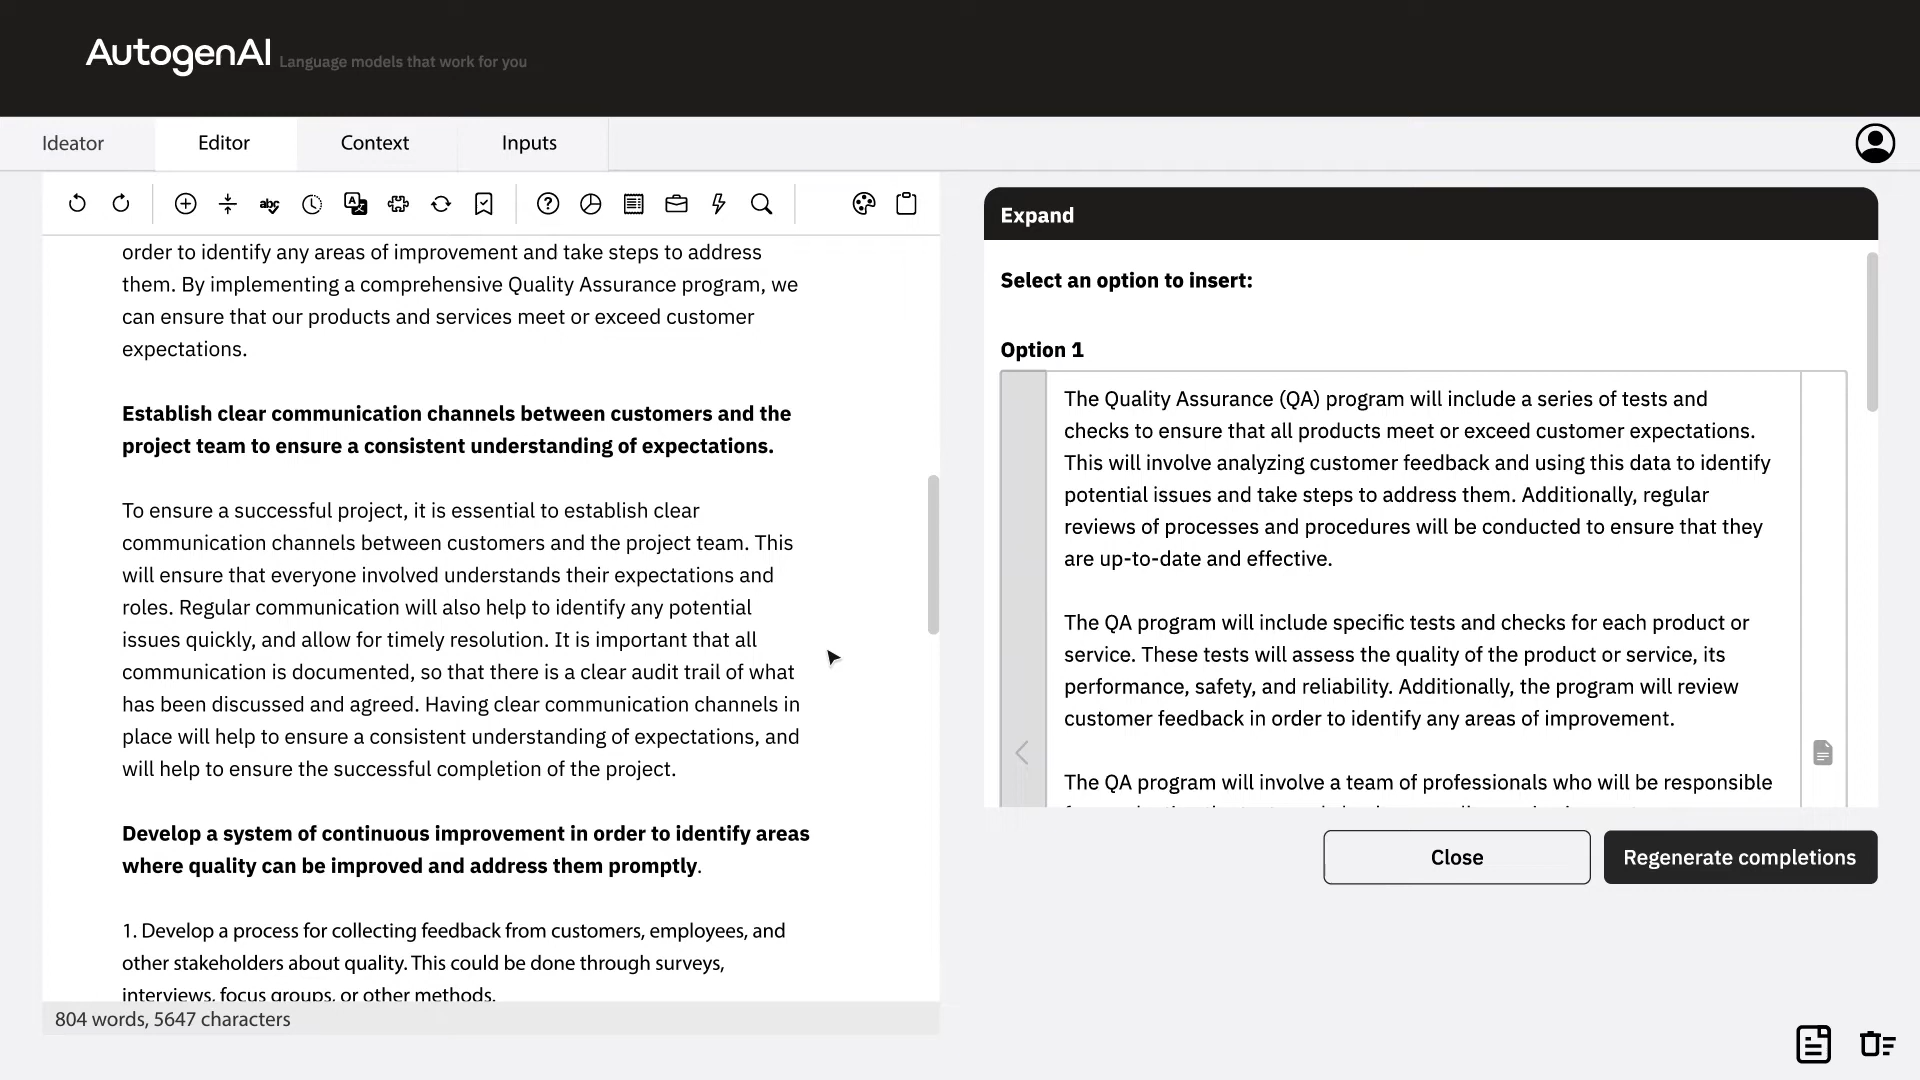 AutogenAI Language models that work for you
Ideator
Editor
Context
Inputs
order to identify any areas of improvement and take steps to address
them. By implementing a comprehensive Quality Assurance program, we
can ensure that our products and services meet or exceed customer
expectations.
Establish clear communication channels between customers and the
project team to ensure a consistent understanding of expectations.
To ensure a successful project, it is essential to establish clear
communication channels between customers and the project team. This
will ensure that everyone involved understands their expectations and
roles. Regular communication will also help to identify any potential
issues quickly, and allow for timely resolution. It is important that all
communication is documented, so that there is a clear audit trail of what
has been discussed and agreed. Having clear communication channels in
place will help to ensure a consistent understanding of expectations, and
will help to ensure the successful completion of the project.
Develop a system of continuous improvement in order to identify areas
where quality can be improved and address them promptly.
1. Develop a process for collecting feedback from customers, employees, and
other stakeholders about quality. This could be done through surveys,
interviews, focus groups, or other methods.
804 words, 5647 characters
Expand
Select an option to insert:
Option 1
The Quality Assurance (QA) program will include a series of tests and
checks to ensure that all products meet or exceed customer expectations.
This will involve analyzing customer feedback and using this data to identify
potential issues and take steps to address them. Additionally, regular
reviews of processes and procedures will be conducted to ensure that they
are up-to-date and effective.
The QA program will include specific tests and checks for each product or
service. These tests will assess the quality of the product or service, its
performance, safety, and reliability. Additionally, the program will review
customer feedback in order to identify any areas of improvement.
The QA program will involve a team of professionals who will be responsible
Close
Regenerate completions